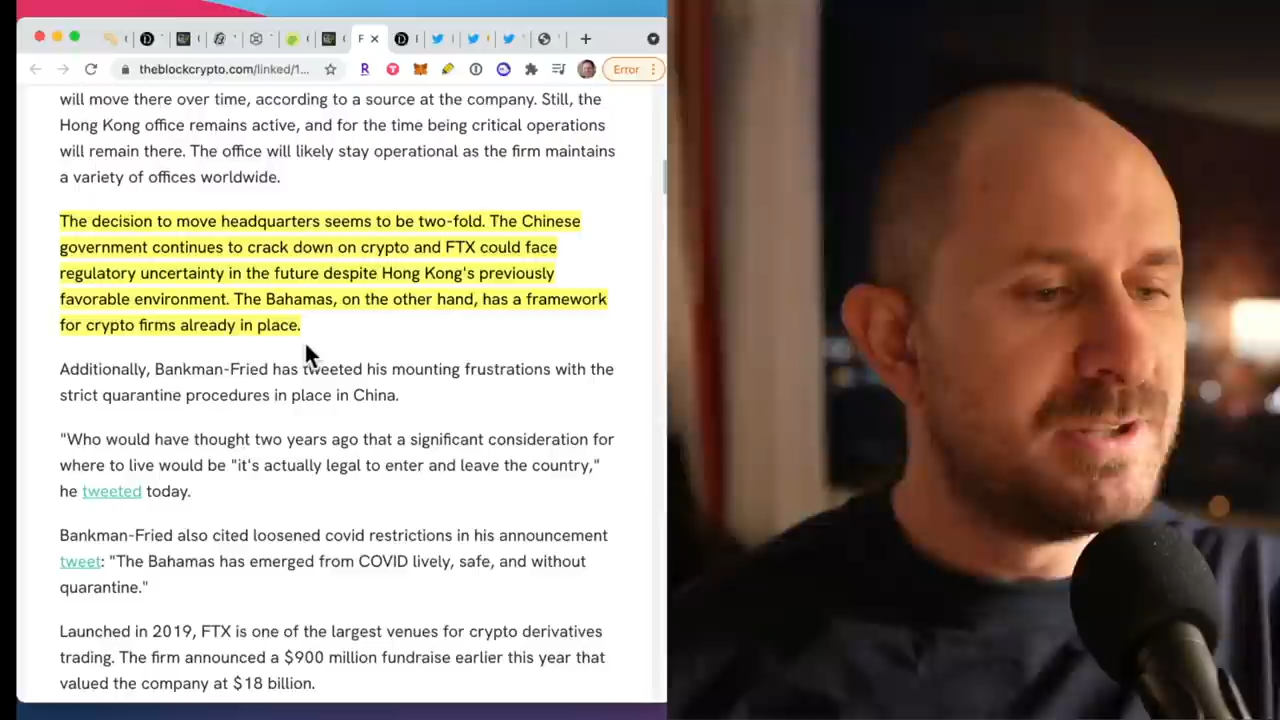 F
theblockcrypto.com/linked/1...
Error
will move there over time, according to a source at the company. Still, the
Hong Kong office remains active, and for the time being critical operations
will remain there. The office will likely stay operational as the firm maintains
a variety of offices worldwide.
The decision to move headquarters seems to be two-fold. The Chinese
government continues to crack down on crypto and FTX could face
regulatory uncertainty in the future despite Hong Kong's previously
favorable environment. The Bahamas, on the other hand, has a framework
for crypto firms already in place.
Additionally, Bankman-Fried has tweeted his mounting frustrations with the
strict quarantine procedures in place in China.
"Who would have thought two years ago that a significant consideration for
where to live would be "it's actually legal to enter and leave the country,"
he tweeted today.
Bankman-Fried also cited loosened covid restrictions in his announcement
tweet: "The Bahamas has emerged from COVID lively, safe, and without
quarantine."
Launched in 2019, FTX is one of the largest venues for crypto derivatives
trading. The firm announced a $900 million fundraise earlier this year that
valued the company at $18 billion.